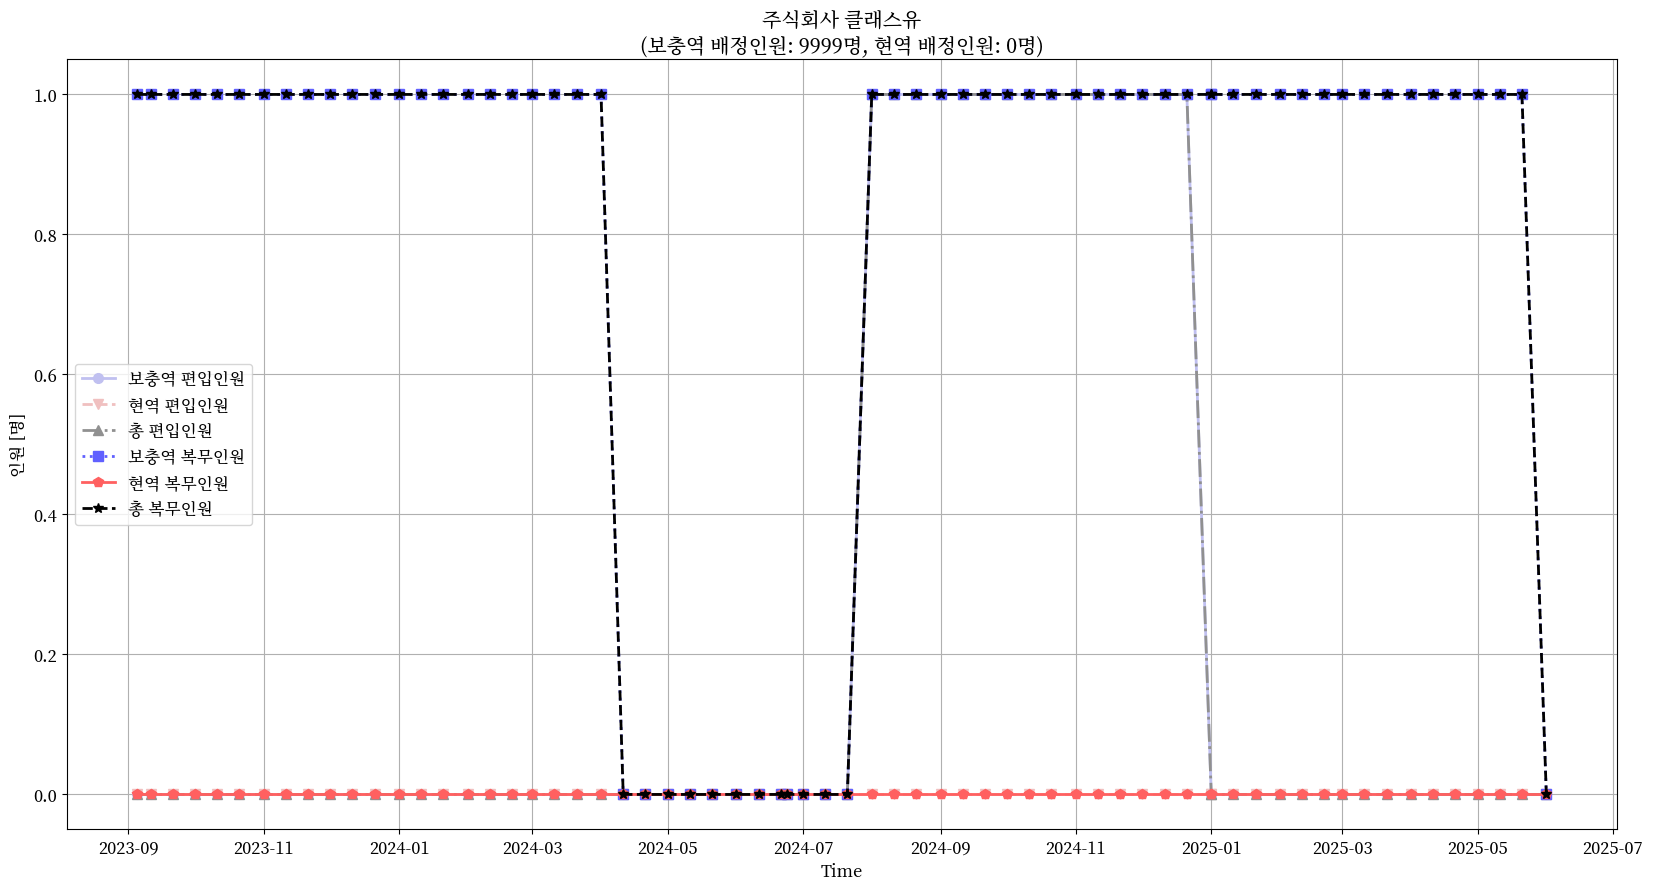 주식회사 클래스유
(보충역 배정인원: 9999명, 현역 배정인원: 0명)
1.0
0.8
0.6
0.4
0.2
0.0
인원 [명]
보충역 편입인원
현역 편입인원
총 편입인원
보충역 복무인원
현역 복무인원
총 복무인원
2023-09 2023-11 2024-01 2024-03 2024-05 2024-07 2024-09 2024-11 2025-01 2025-03 2025-05 2025-07
Time